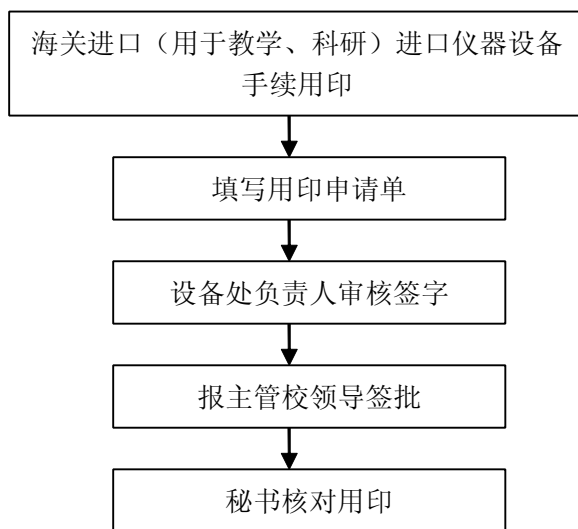 海关进口（用于教学、科研）进口仪器设备
手续用印
填写用印申请单
设备处负责人审核签字
报主管校领导签批
秘书核对用印